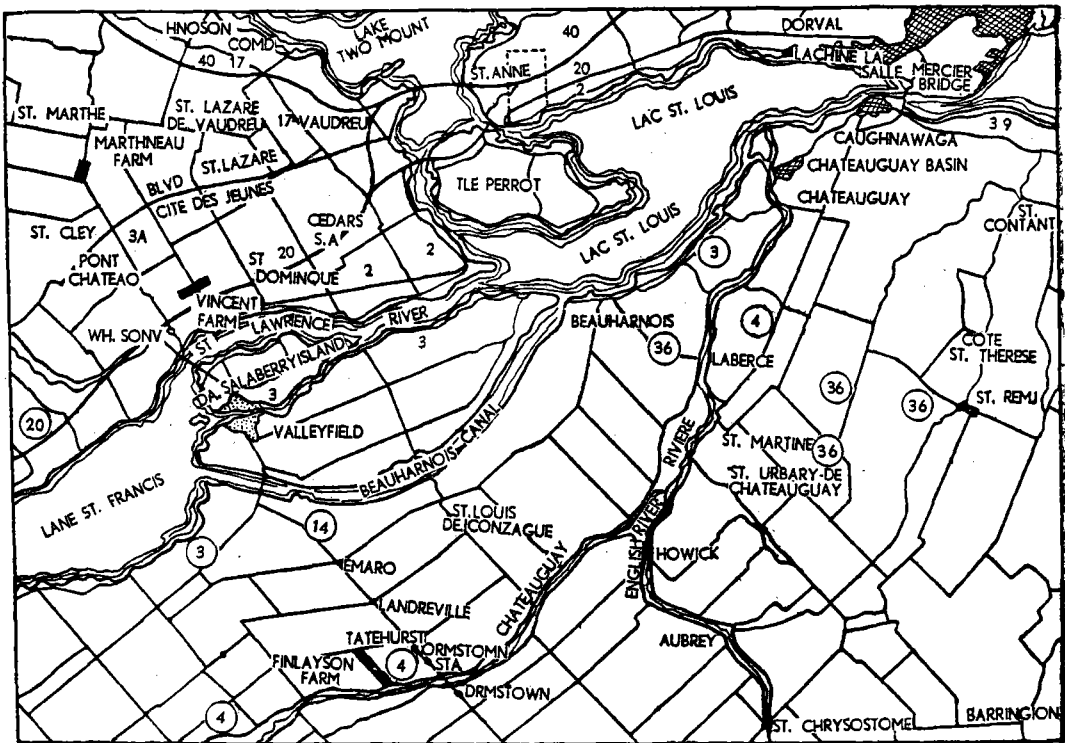 HNOSON
COMD
LAKE
TWO MOUNT
40
DORVAL
40 17
ST. ANNE
20
2
LACHINE LA
SALLE MERCIER
BRIDGE
ST. MARTHE
ST. LAZARE
DE VAUDREU
17 VAUDREU
LAC ST. LOUIS
MARTHNEAU
FARM
39
CAUGHNAWAGA
BLVD ST. LAZARE
CITE DES JEUNES
TLE PERROT
CHATEAUGUAY BASIN
CHATEAUGUAY
ST. CLEY
3A
CEDARS
S.A
LAC ST. LOUIS
ST.
CONTANT
PONT
CHATEAO
20
ST
DOMINQUE
2
2
3
VINCENT
FARM
ST. LAWRENCE RIVER
WH. SONV
3
BEAUHARNOIS
36
4
LABERCE
COTE
ST. THERESE
DA. SALABERRY ISLAND
3
36
36
ST. REMJ
20
VALLEYFIELD
BEAUHARNOIS CANAL
RIVIERE
ST. MARTINE
36
ST. URBARY-DE
CHATEAUGUAY
LANE ST. FRANCIS
14
ST. LOUIS
DE CONZAGUE
3
ENGLISH RIVER
HOWICK
EMARO
CHATEAUGUAY
LANDREVILLE
TATEHURST
ORMSTOMN
STA
4
AUBREY
FINLAYSON
FARM
DRMSTOWN
4
ST. CHRYSOSTOME
BARRINGION